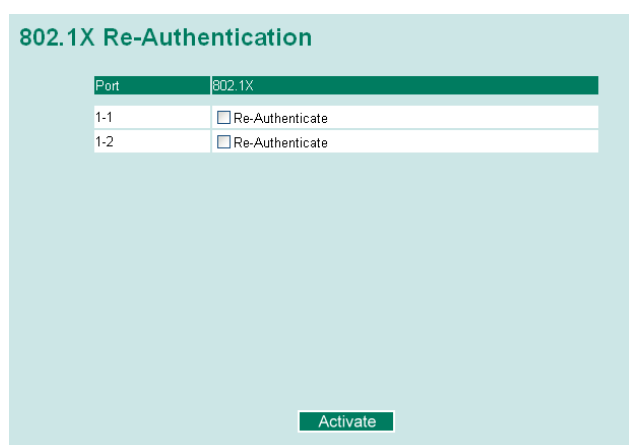 802.1X Re-Authentication
Port 802.1X
1-1 Re-Authenticate
1-2 Re-Authenticate
Activate